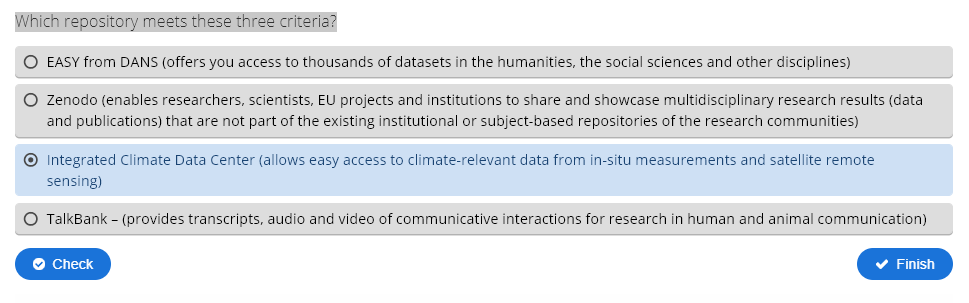 Which repository meets these three criteria?
EASY from DANS (offers you access to thousands of datasets in the humanities, the social sciences and other disciplines)
Zenodo (enables researchers, scientists, EU projects and institutions to share and showcase multidisciplinary research results (data
and publications) that are not part of the existing institutional or subject-based repositories of the research communities)
Integrated Climate Data Center (allows easy access to climate-relevant data from in-situ measurements and satellite remote
sensing)
TalkBank – (provides transcripts, audio and video of communicative interactions for research in human and animal communication)
Check
Finish